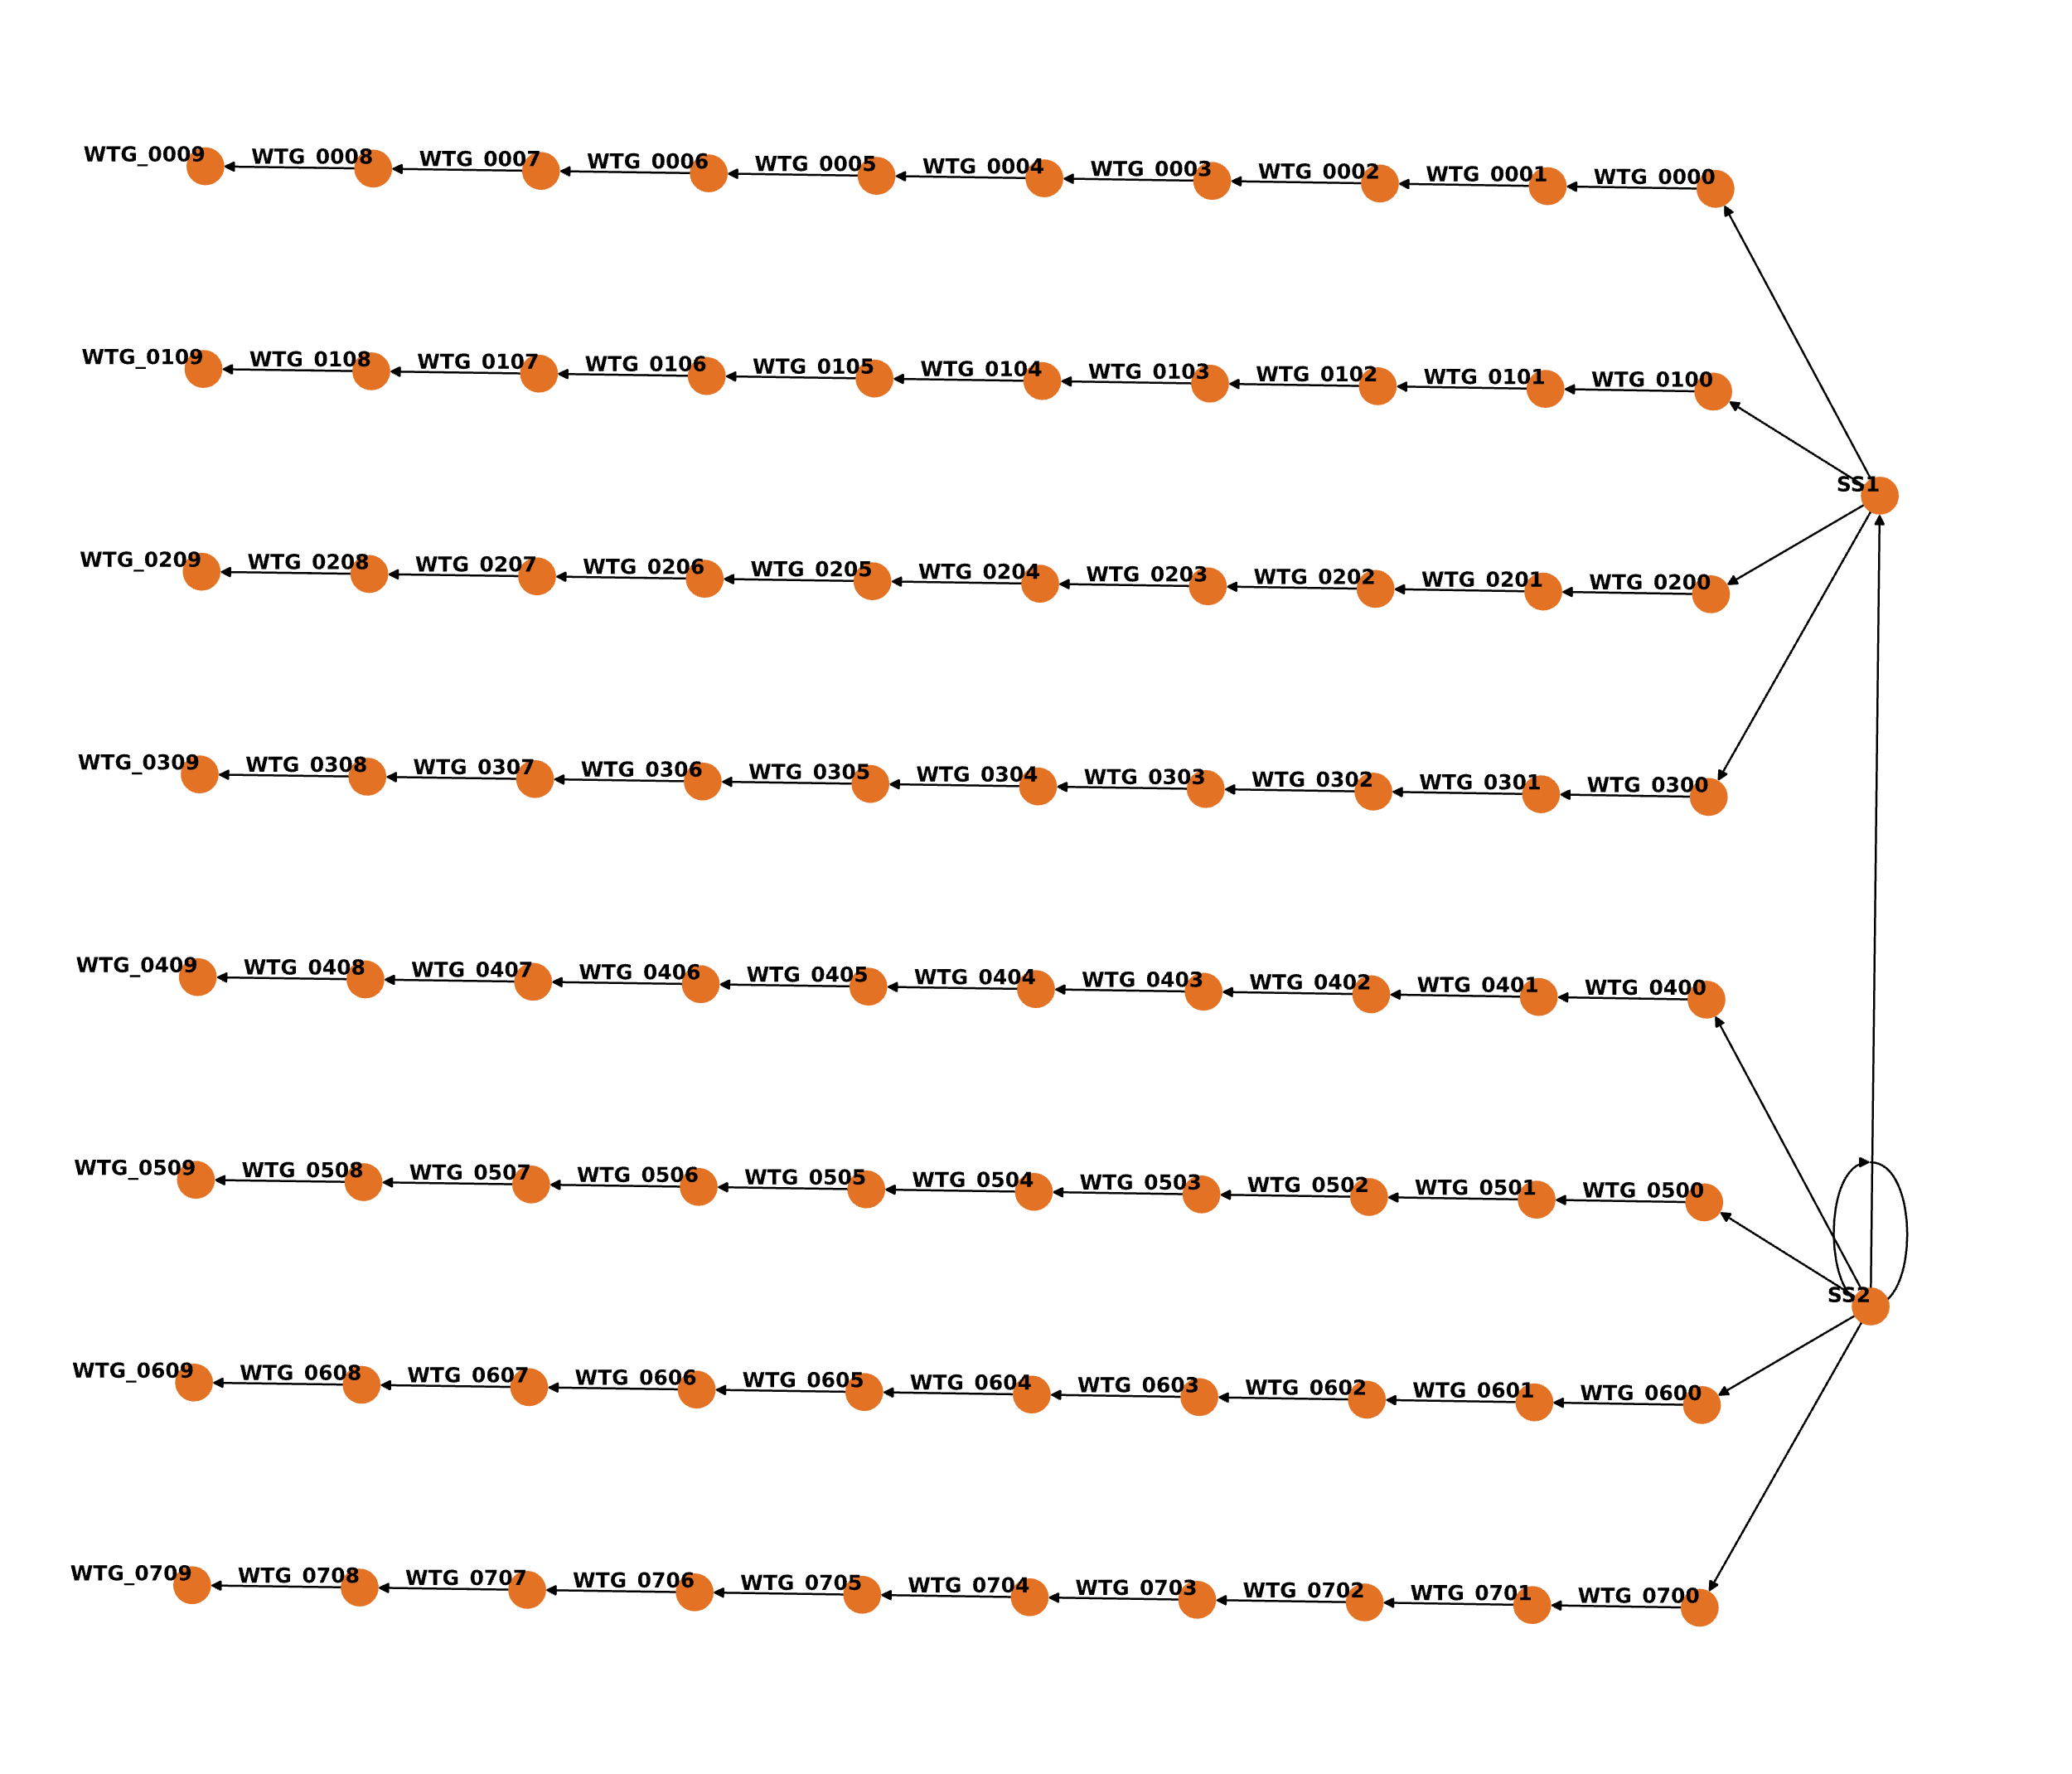 WTG_0009 WTG_0008 WTG_0007 WTG_0006 WTG_0005 WTG_0004 WTG_0003 WTG_0002 WTG_0001 WTG_0000
WTG_0109 WTG_0108 WTG_0107 WTG_0106 WTG_0105 WTG_0104 WTG_0103 WTG_0102 WTG_0101 WTG_0100
SS1
WTG_0209 WTG_0208 WTG_0207 WTG_0206 WTG_0205 WTG_0204 WTG_0203 WTG_0202 WTG_0201 WTG_0200
WTG_0309 WTG_0308 WTG_0307 WTG_0306 WTG_0305 WTG_0304 WTG_0303 WTG_0302 WTG_0301 WTG_0300
WTG_0409 WTG_0408 WTG_0407 WTG_0406 WTG_0405 WTG_0404 WTG_0403 WTG_0402 WTG_0401 WTG_0400
WTG_0509 WTG_0508 WTG_0507 WTG_0506 WTG_0505 WTG_0504 WTG_0503 WTG_0502 WTG_0501 WTG_0500
SS2
WTG_0609 WTG_0608 WTG_0607 WTG_0606 WTG_0605 WTG_0604 WTG_0603 WTG_0602 WTG_0601 WTG_0600
WTG_0709 WTG_0708 WTG_0707 WTG_0706 WTG_0705 WTG_0704 WTG_0703 WTG_0702 WTG_0701 WTG_0700